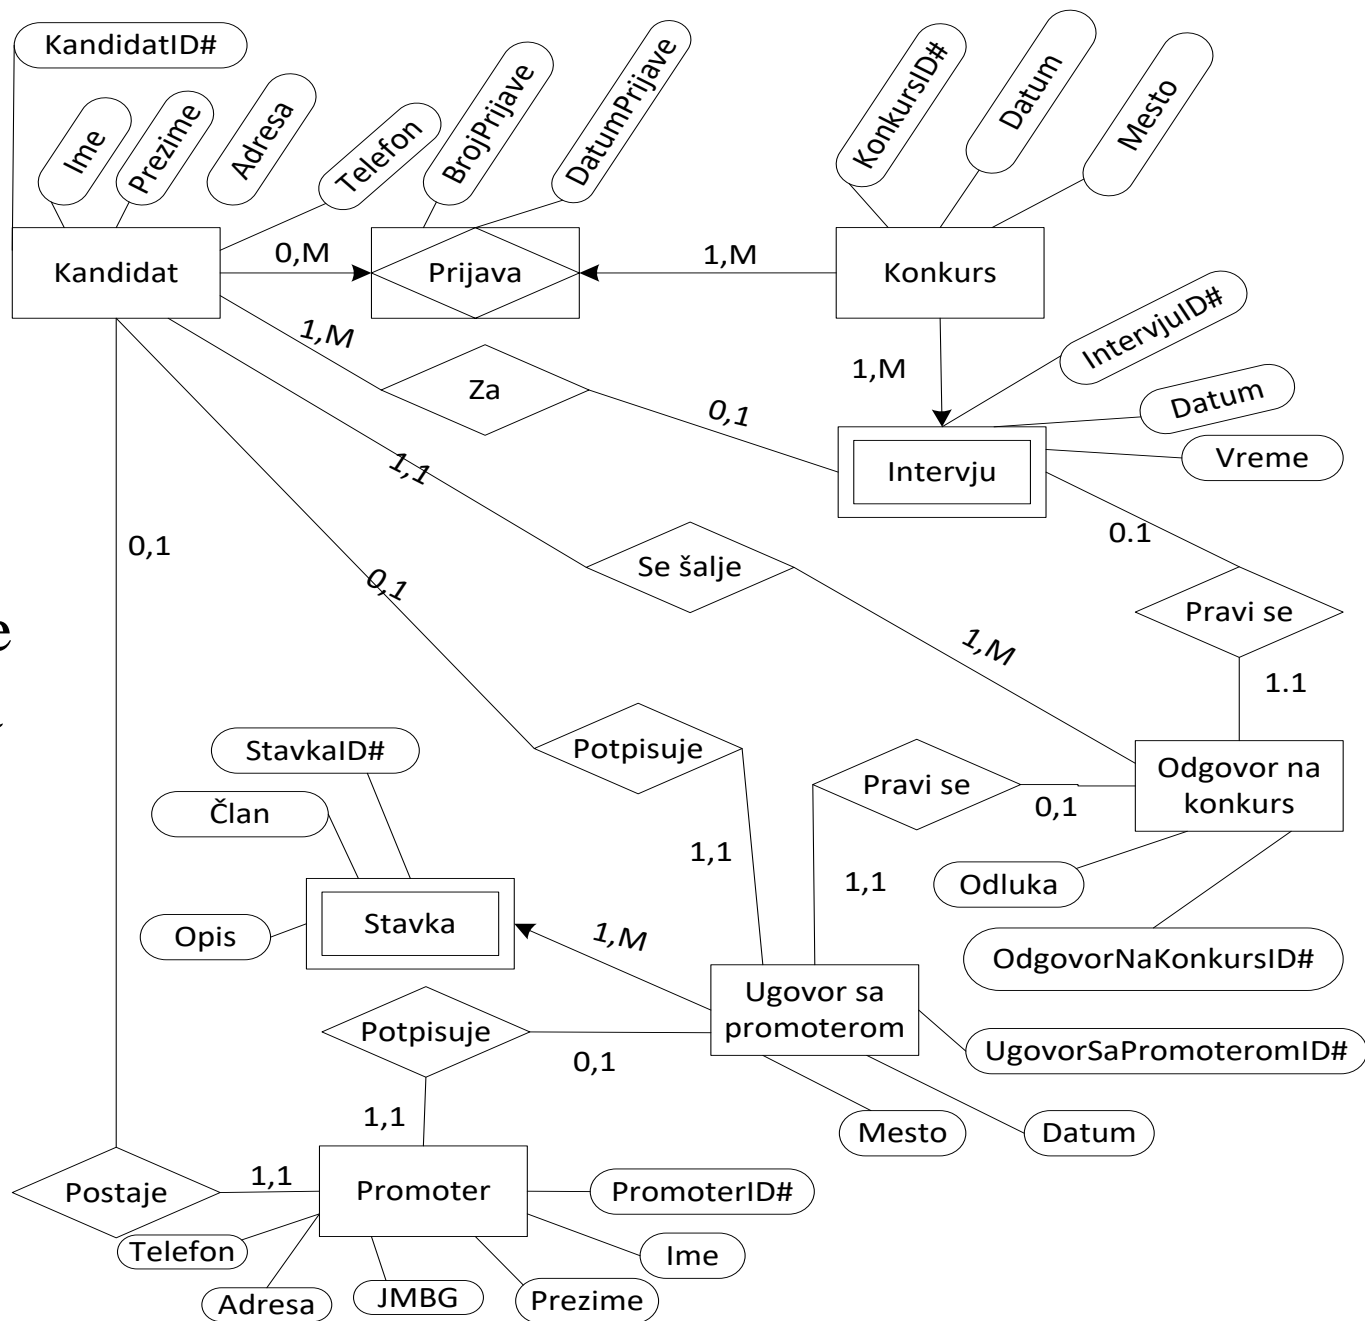 KandidatID#
Ime
Prezime
Adresa
Telefon
BrojPrijave
DatumPrijave
KonkursID#
Datum
Mesto
Kandidat
0,M
Prijava
1,M
Konkurs
IntervjuID#
1,M
Za
0,1
1,M
Datum
Vreme
Intervju
1,1
0.1
0,1
Se šalje
Pravi se
0,1
e
1,M
1.1
StavkaID#
Potpisuje
Pravi se
0,1
Odgovor na
konkurs
Član
1,1
1,1
Odluka
Opis
Stavka
1,M
OdgovorNaKonkursID#
Ugovor sa
promoterom
Potpisuje
0,1
UgovorSaPromoteromID#
1,1
Mesto
Datum
Postaje
1,1
Promoter
PromoterID#
Telefon
Ime
Adresa
JMBG
Prezime